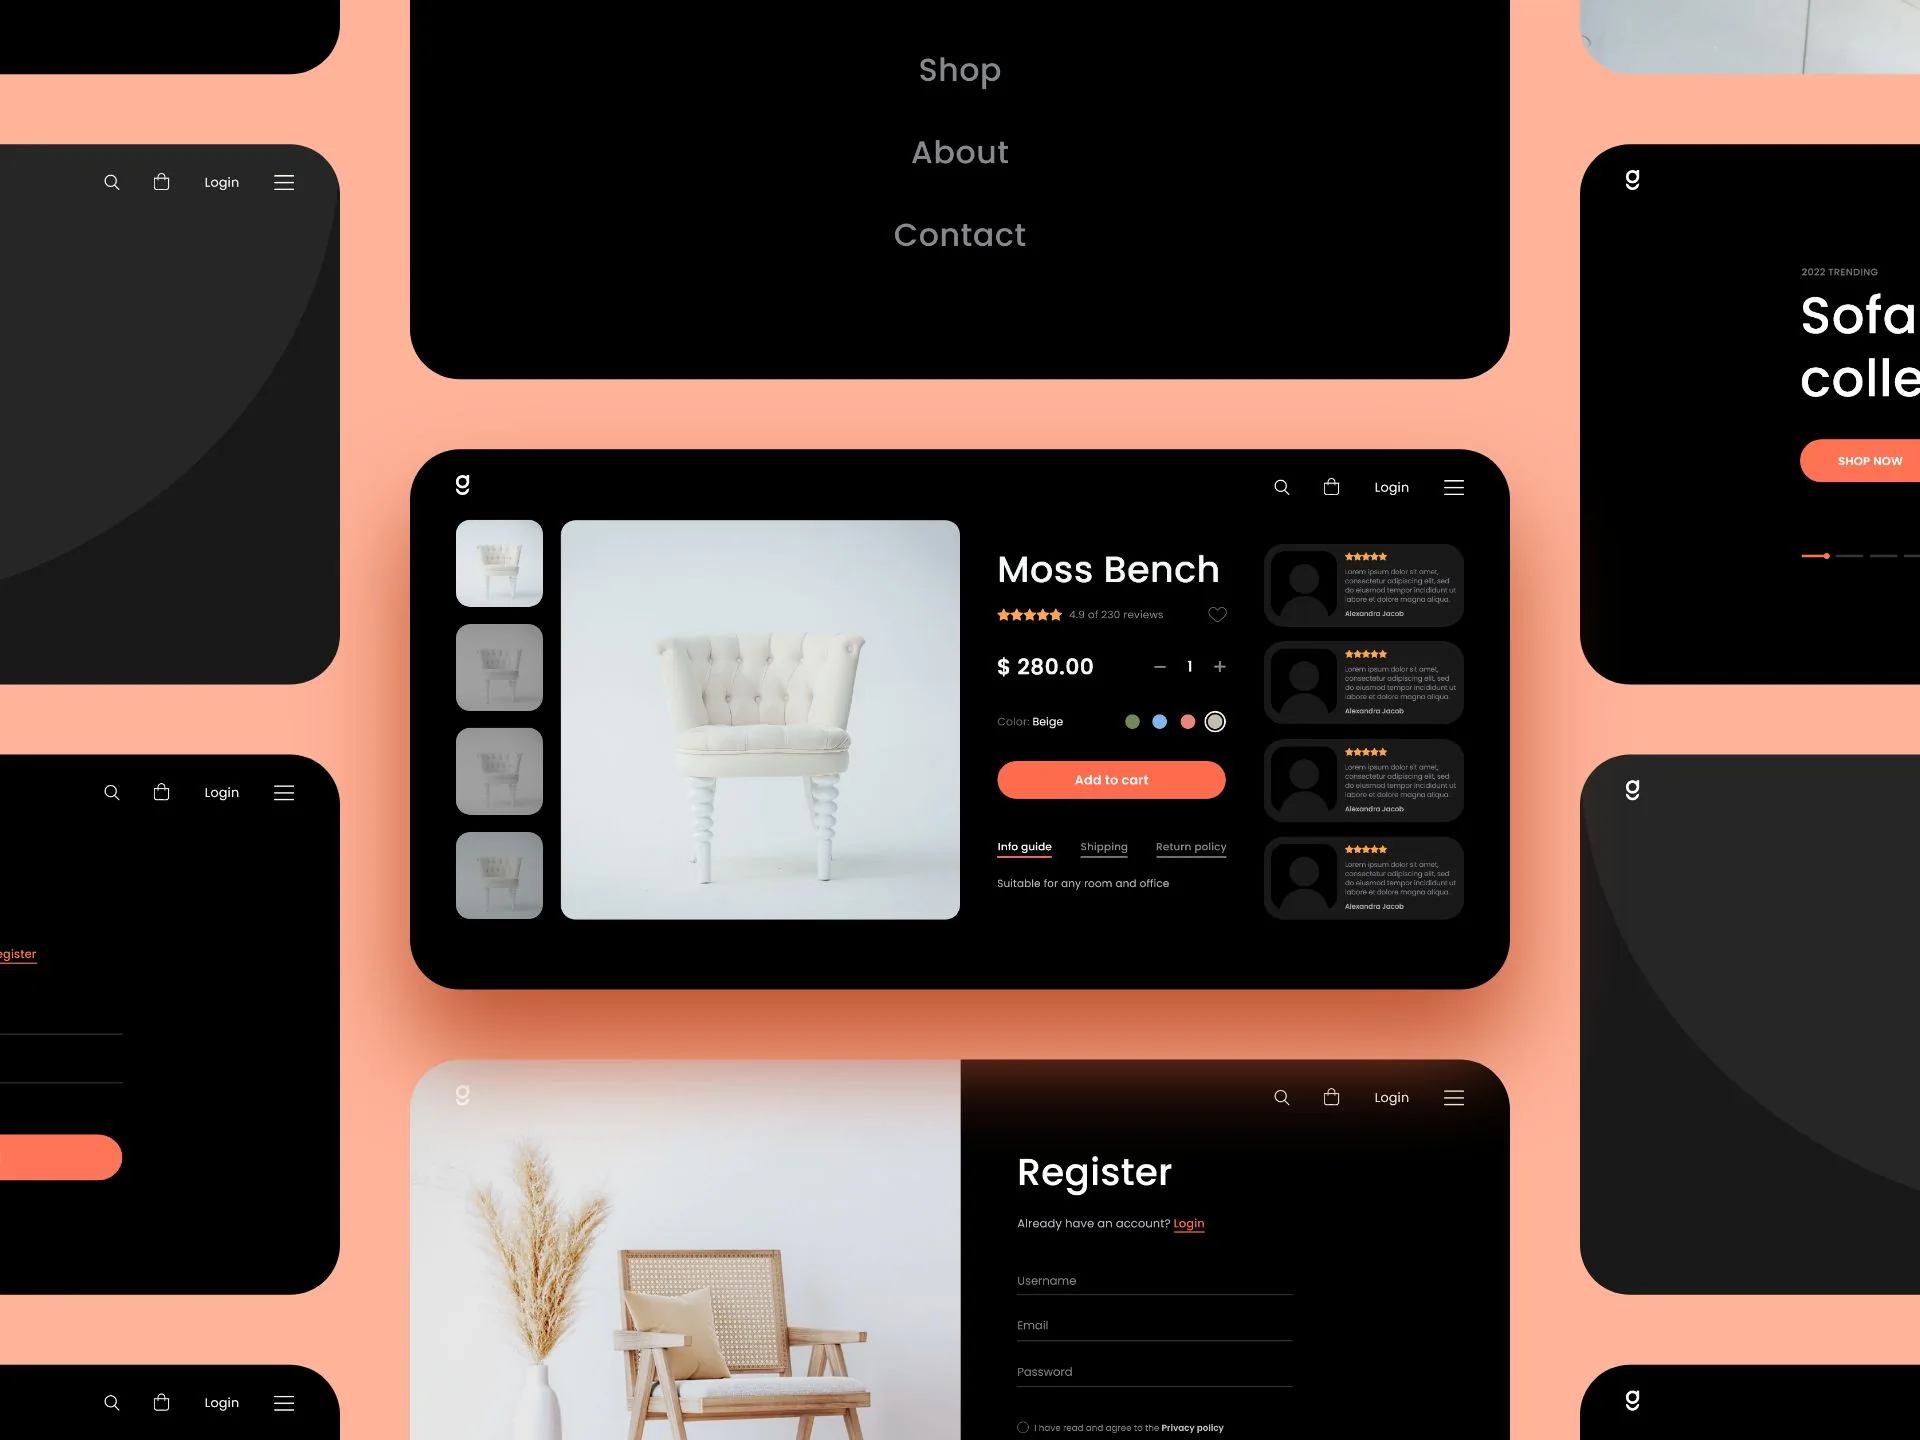 Shop
About
Contact
Login
g
2022 TRENDING
Sofa
colle
SHOP NOW
g
Login
Moss Bench
4.9 of 230 reviews
$ 280.00
1
Color: Beige
Add to cart
Info guide
Shipping
Return policy
Suitable for any room and office
Lorem ipsum dolor sit amet,
consectetur adipiscing elit, sed
do eiusmod tempor incididunt ut
labore et dolore magna aliqua.
Alexandra Jacob
Lorem ipsum dolor sit amet,
consectetur adipiscing elit, sed
do eiusmod tempor incididunt ut
labore et dolore magna aliqua.
Alexandra Jacob
Lorem ipsum dolor sit amet,
consectetur adipiscing elit, sed
do eiusmod tempor incididunt ut
labore et dolore magna aliqua.
Alexandra Jacob
Lorem ipsum dolor sit amet,
consectetur adipiscing elit, sed
do eiusmod tempor incididunt ut
labore et dolore magna aliqua.
Alexandra Jacob
Login
egister
g
g
Login
Register
Already have an account? Login
Username
Email
Password
I have read and agree to the Privacy policy
Login
g